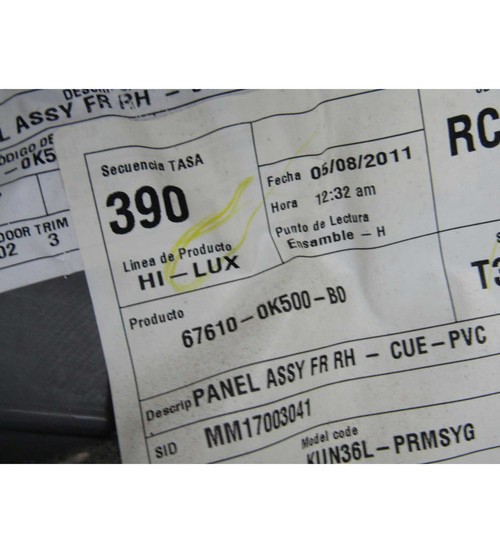 L ASSY FR RH -
DOOR TRIM
02 3
Secuencia TASA
390
Linea de Producto
HI-LUX
Fecha 05/08/2011
Hora 12:32 am
Punto de Lectura
Ensamble - H
RC
Producto
67610-0K500-B0
Descrip PANEL ASSY FR RH - CUE-PVC
SID MM17003041
Model code
KUN36L-PRMSYG